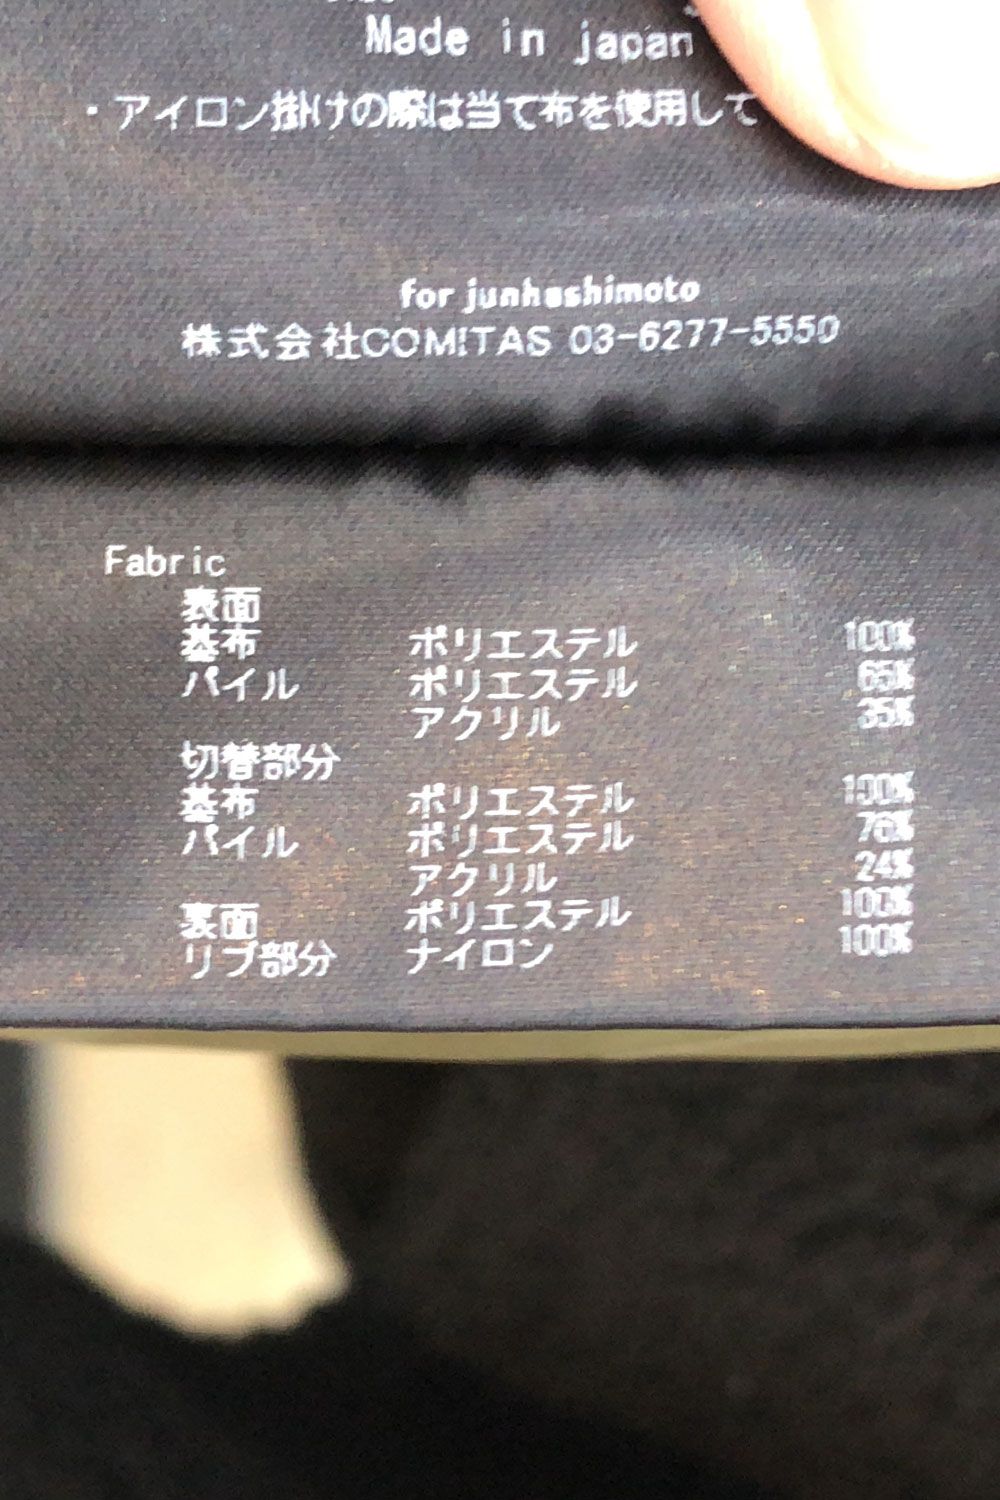 Made in japan
・アイロン掛けの際は当て布を使用して
for junhashimoto
株式会社COMITAS 03-6277-5550
Fabric
表面
基布 ポリエステル 100%
パイル ポリエステル 65%
アクリル 35%
切替部分
基布 ポリエステル 100%
パイル ポリエステル 76%
アクリル 24%
裏面 ポリエステル 100%
リブ部分 ナイロン 100%